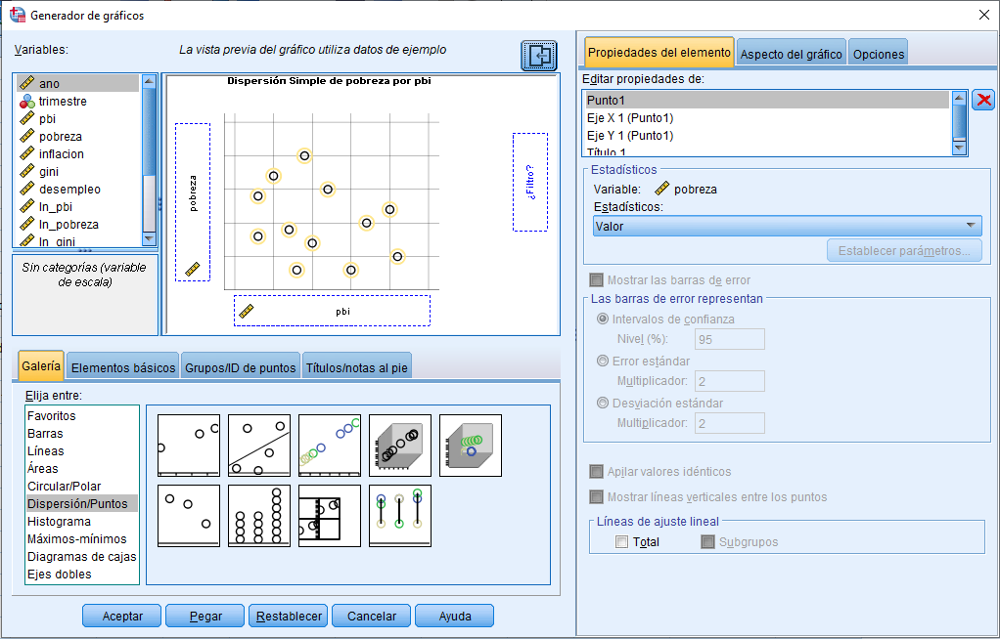 Generador de gráficos
Variables:
La vista previa del gráfico utiliza datos de ejemplo
ano
trimestre
pbi
pobreza
inflacion
gini
desempleo
ln_pbi
ln_pobreza
ln_gini
Sin categorías (variable
de escala)
Dispersión Simple de pobreza por pbi
pobreza
¿Filtro?
pbi
Galería
Elementos básicos
Grupos/ID de puntos
Títulos/notas al pie
Elija entre:
Favoritos
Barras
Líneas
Áreas
Circular/Polar
Dispersión/Puntos
Histograma
Máximos-mínimos
Diagramas de cajas
Ejes dobles
Aceptar
Pegar
Restablecer
Cancelar
Ayuda
Propiedades del elemento
Aspecto del gráfico
Opciones
Editar propiedades de:
Punto1
Eje X 1 (Punto1)
Eje Y 1 (Punto1)
Título 1
Estadísticos
Variable: pobreza
Estadísticos:
Valor
Establecer parámetros...
Mostrar las barras de error
Las barras de error representan
Intervalos de confianza
Nivel (%): 95
Error estándar
Multiplicador: 2
Desviación estándar
Multiplicador: 2
Apilar valores idénticos
Mostrar líneas verticales entre los puntos
Líneas de ajuste lineal
Total
Subgrupos